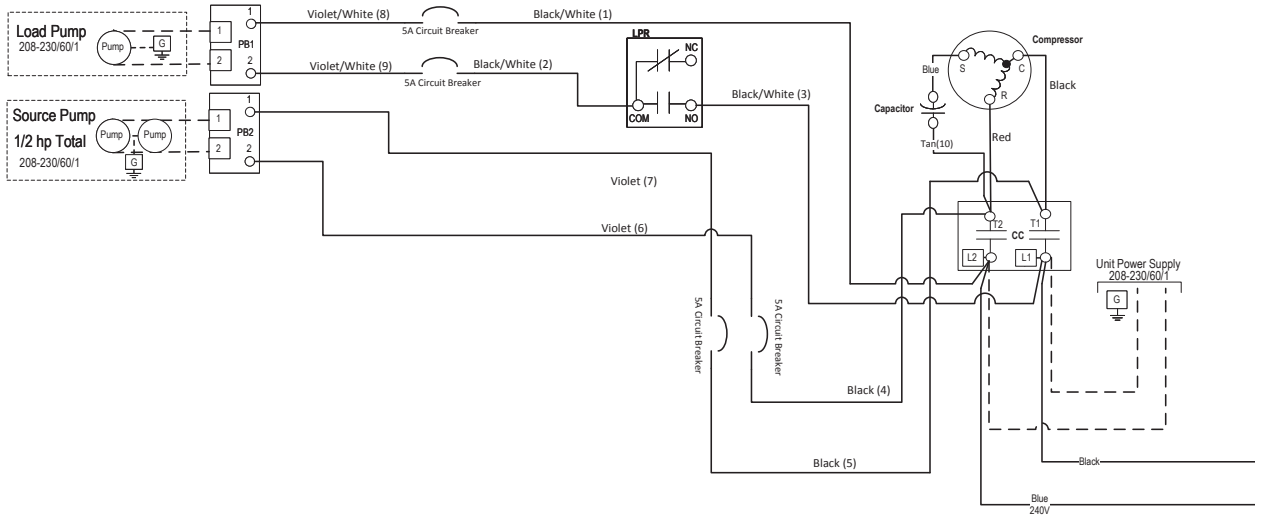 Load Pump
208-230/60/1
Pump
G
1
2
1
PB1
2
Violet/White (8)
5A Circuit Breaker
Black/White (1)
Violet/White (9)
5A Circuit Breaker
Black/White (2)
LPR
NC
COM
NO
Black/White (3)
Compressor
S
C
R
Blue
Capacitor
Tan(10)
Red
Black
Source Pump
1/2 hp Total
208-230/60/1
Pump
Pump
G
1
2
1
PB2
2
Violet (7)
Violet (6)
T2
CC
T1
L2
L1
Unit Power Supply
208-230/60/1
G
5A Circuit Breaker
5A Circuit Breaker
Black (4)
Black (5)
Black
Blue
240V